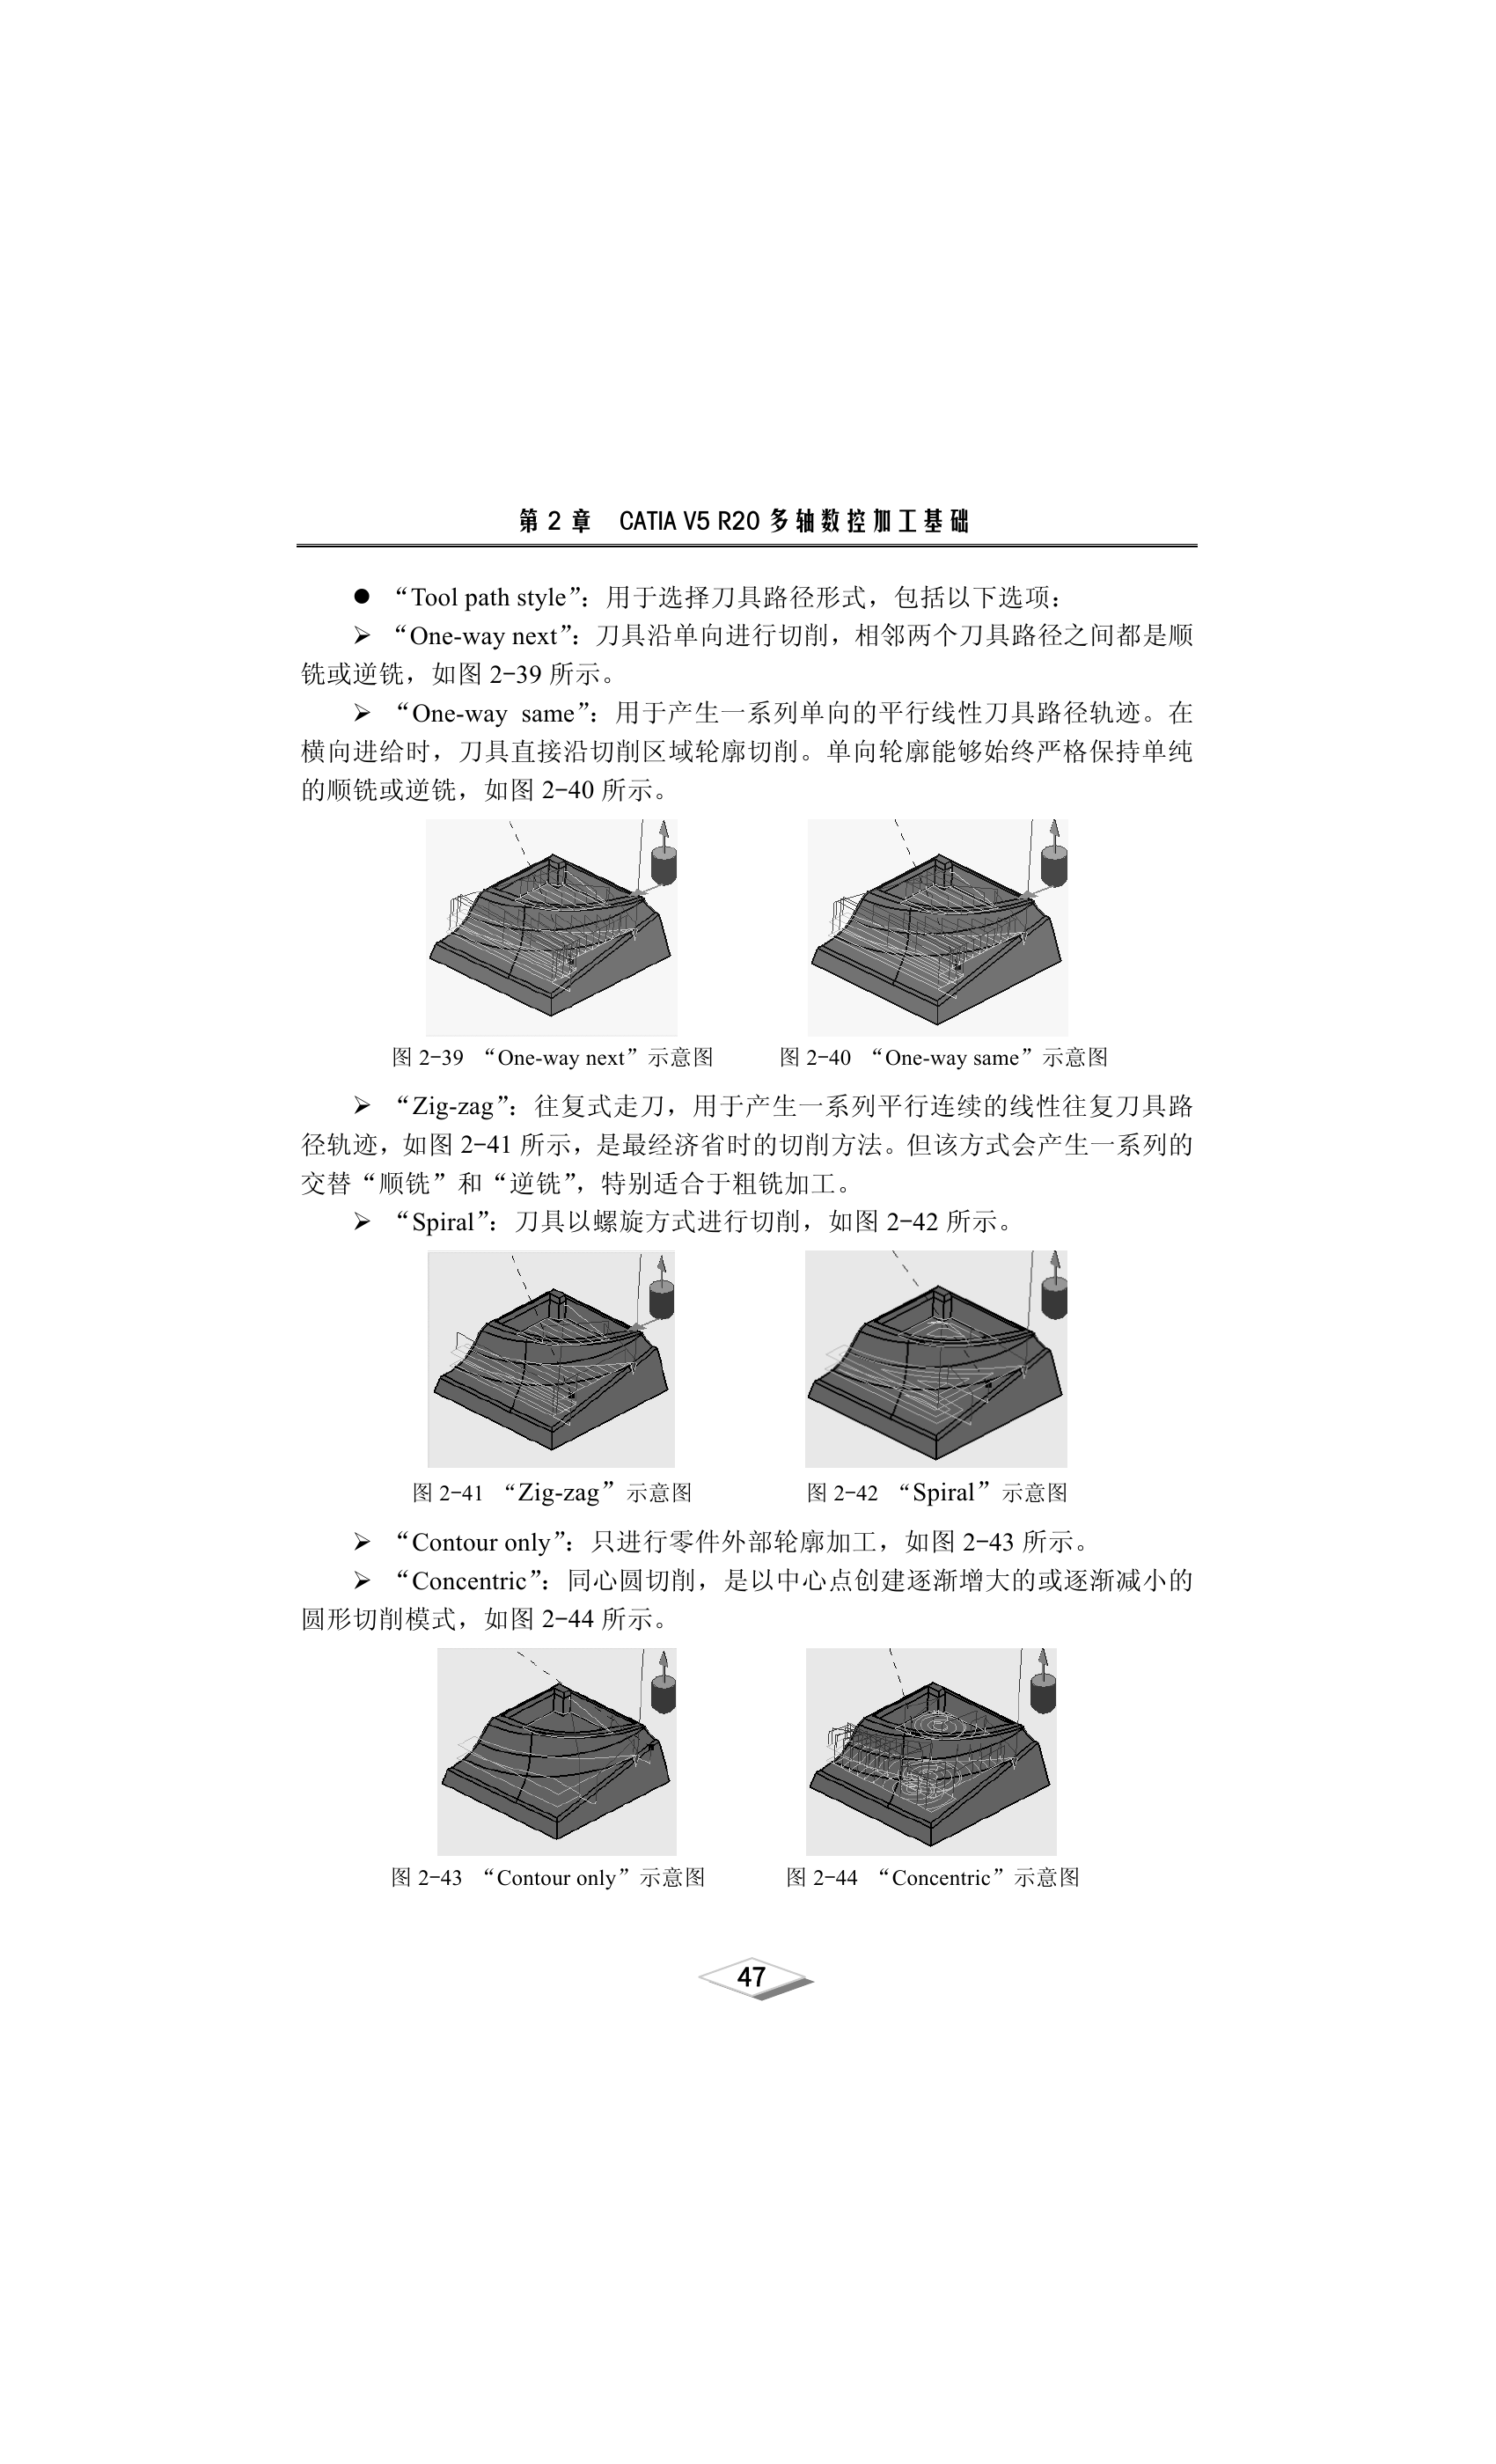 第 2 章 CATIA V5 R20 多轴数控加工基础
● “Tool path style”：用于选择刀具路径形式，包括以下选项：
➢ “One-way next”：刀具沿单向进行切削，相邻两个刀具路径之间都是顺
铣或逆铣，如图 2-39 所示。
➢ “One-way same”：用于产生一系列单向的平行线性刀具路径轨迹。在
横向进给时，刀具直接沿切削区域轮廓切削。单向轮廓能够始终严格保持单纯
的顺铣或逆铣，如图 2-40 所示。
图 2-39 “One-way next”示意图
图 2-40 “One-way same”示意图
➢ “Zig-zag”：往复式走刀，用于产生一系列平行连续的线性往复刀具路
径轨迹，如图 2-41 所示，是最经济省时的切削方法。但该方式会产生一系列的
交替“顺铣”和“逆铣”，特别适合于粗铣加工。
➢ “Spiral”：刀具以螺旋方式进行切削，如图 2-42 所示。
图 2-41 “Zig-zag”示意图
图 2-42 “Spiral”示意图
➢ “Contour only”：只进行零件外部轮廓加工，如图 2-43 所示。
➢ “Concentric”：同心圆切削，是以中心点创建逐渐增大的或逐渐减小的
圆形切削模式，如图 2-44 所示。
图 2-43 “Contour only”示意图
图 2-44 “Concentric”示意图
47